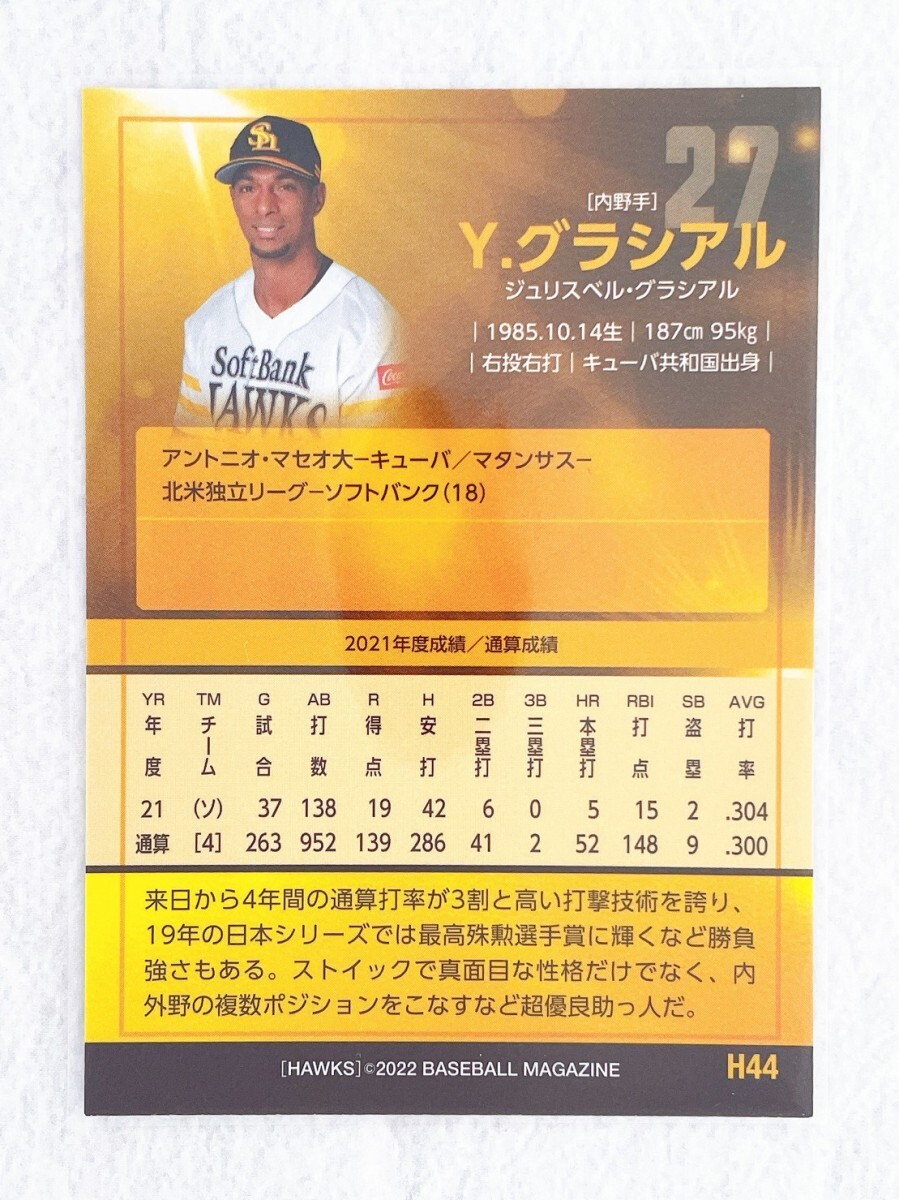 27
[内野手]
Y.グラシアル
ジュリスベル・グラシアル
|1985.10.14生|187㎝ 95㎏|
|右投右打|キューバ共和国出身|
SH
SoftBank
HAWKS
アントニオ・マセオ大ーキューバ/マタンサスー
北米独立リーグーソフトバンク(18)
2021年度成績/通算成績
YR TM G AB R H 2B 3B HR RBI SB AVG
年度 チーム 試合 打数 得点 安打 二塁打 三塁打 本塁打 打点 盗塁 打率
21 (ソ) 37 138 19 42 6 0 5 15 2 .304
通算 [4] 263 952 139 286 41 2 52 148 9 .300
来日から4年間の通算打率が3割と高い打撃技術を誇り、
19年の日本シリーズでは最高殊勲選手賞に輝くなど勝負
強さもある。ストイックで真面目な性格だけでなく、内
外野の複数ポジションをこなすなど超優良助っ人だ。
[HAWKS]©2022 BASEBALL MAGAZINE
H44